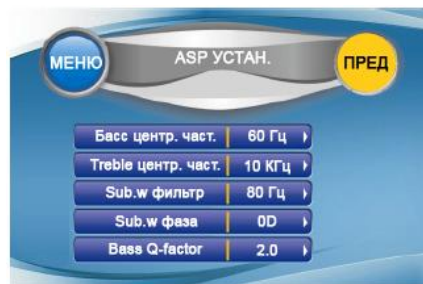 МЕНЮ
ASP УСТАН.
ПРЕД
Басс центр. част. 60 Гц
Treble центр. част. 10 КГц
Sub.w фильтр 80 Гц
Sub.w фаза 0D
Bass Q-factor 2.0